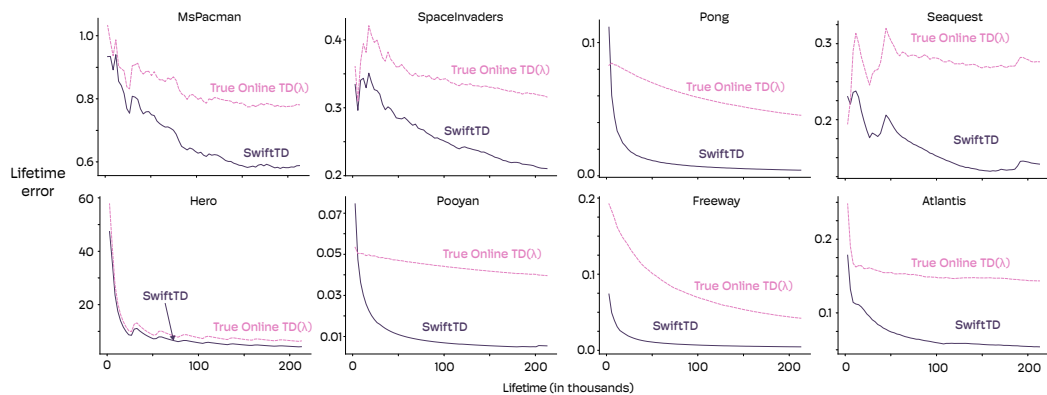 MsPacman
SpaceInvaders
Pong
Seaquest
1.0
0.8
0.6
True Online TD(λ)
SwiftTD
0.4
0.3
0.2
True Online TD(λ)
SwiftTD
0.1
0.0
True Online TD(λ)
SwiftTD
0.3
0.2
True Online TD(λ)
SwiftTD
Lifetime
error
Hero
Pooyan
Freeway
Atlantis
60
40
20
SwiftTD
True Online TD(λ)
0 100 200
0.07
0.05
0.03
0.01
True Online TD(λ)
SwiftTD
0 100 200
0.2
0.1
0.0
True Online TD(λ)
SwiftTD
0 100 200
0.2
0.1
True Online TD(λ)
SwiftTD
0 100 200
Lifetime (in thousands)